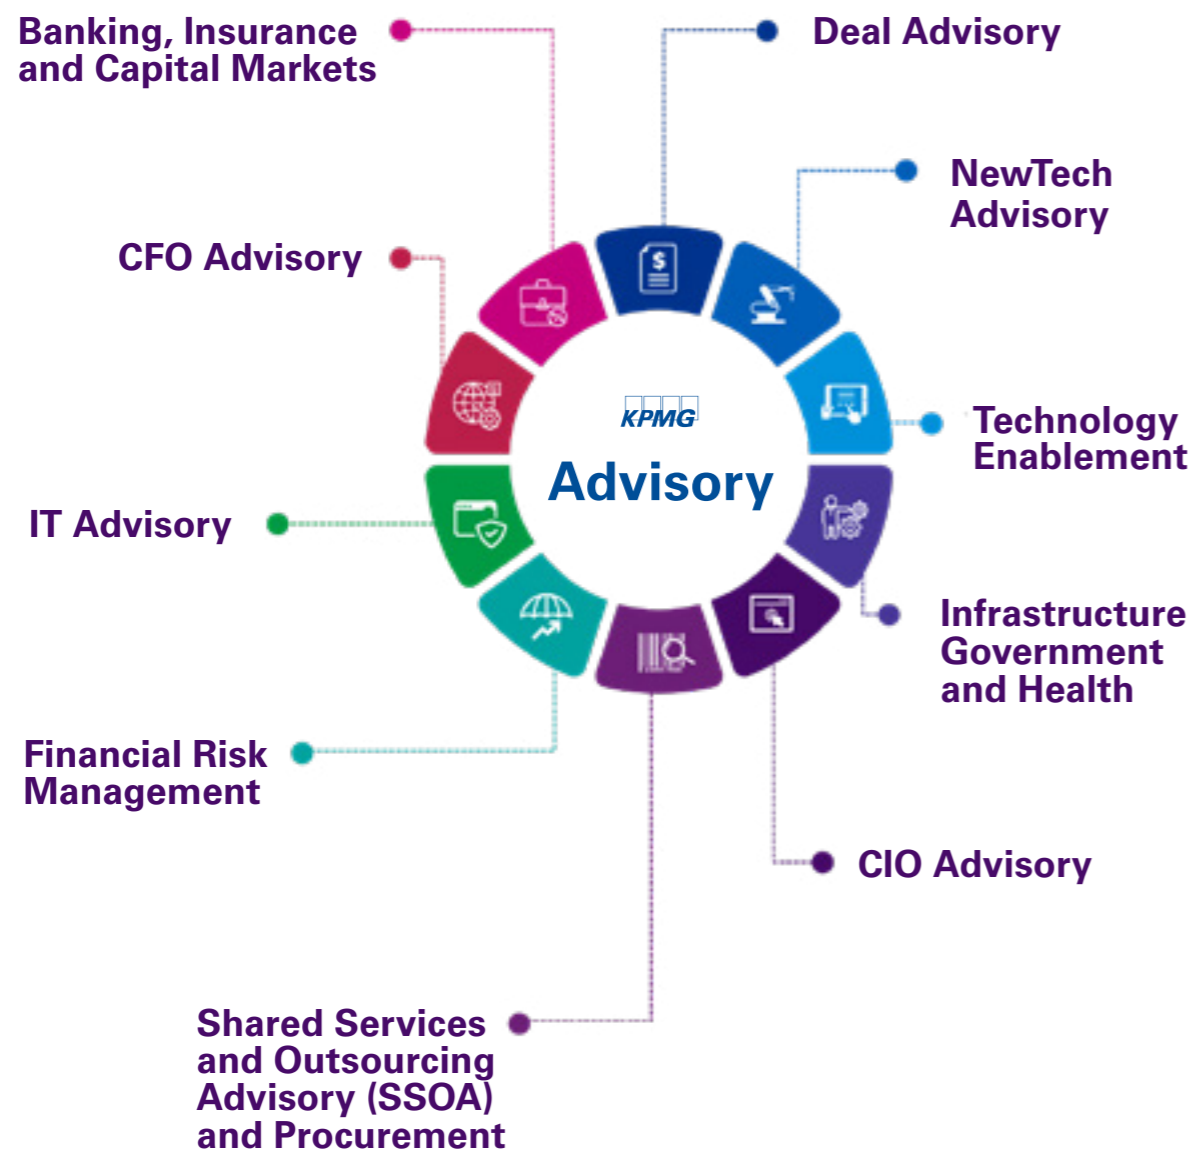 Banking, Insurance
and Capital Markets
Deal Advisory
NewTech
Advisory
CFO Advisory
KPMG
Advisory
Technology
Enablement
IT Advisory
Infrastructure
Government
and Health
Financial Risk
Management
CIO Advisory
Shared Services
and Outsourcing
Advisory (SSOA)
and Procurement
$